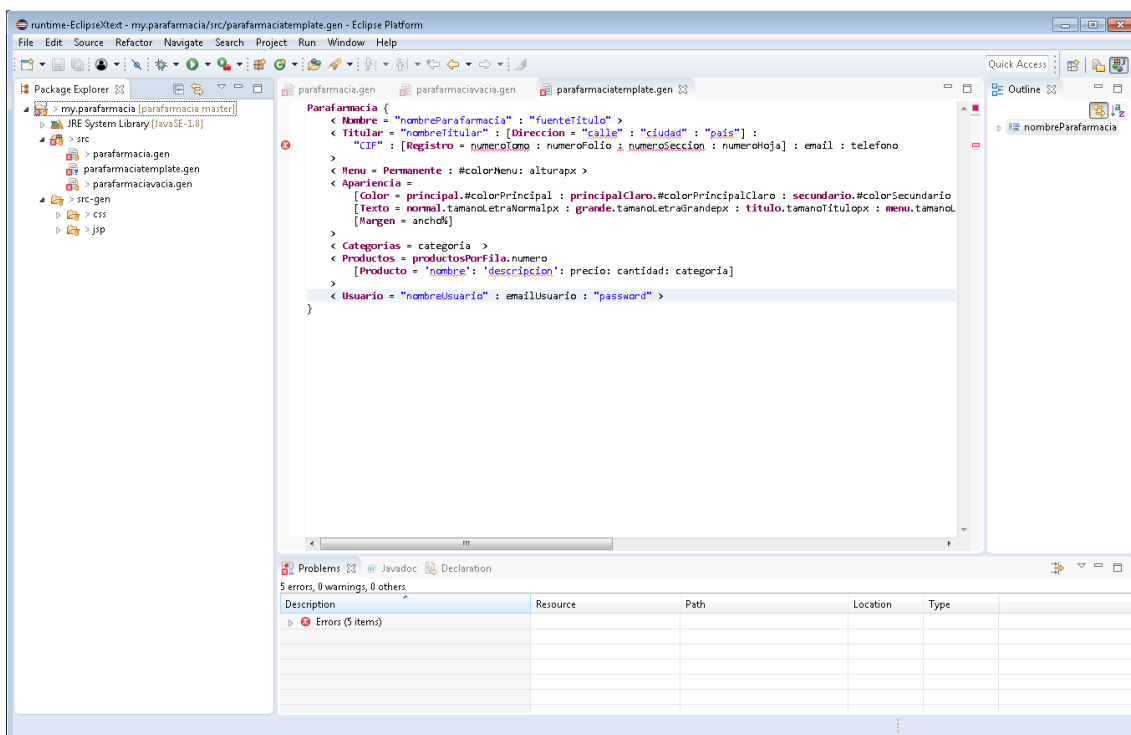 runtime-EclipseXtext - my.parafarmacia/src/parafarmaciatemplate.gen - Eclipse Platform
File Edit Source Refactor Navigate Search Project Run Window Help
Quick Access
Package Explorer
> my.parafarmacia [parafarmacia master]
JRE System Library [JavaSE-1.8]
> src
> parafarmacia.gen
parafarmaciatemplate.gen
> parafarmaciavacia.gen
> src-gen
> css
> jsp
parafarmacia.gen parafarmaciavacia.gen parafarmaciatemplate.gen
Parafarmacia {
< Nombre = "nombreParafarmacia" : "fuenteTitulo" >
< Titular = "nombreTitular" : [Direccion = "calle" : "ciudad" : "pais"] :
"CIF" : [Registro = numeroTomo : numeroFolio : numeroSeccion : numeroHoja] : email : telefono
>
< Menu = Permanente : #colorMenu: alturapx >
< Apariencia =
[Color = principal.#colorPrincipal : principalClaro.#colorPrincipalClaro : secundario.#colorSecundario
[Texto = normal.tamanoLetraNormalpx : grande.tamanoLetraGrandepx : titulo.tamanoTitulopx : menu.tamanoL
[Margen = ancho%]
>
< Categorias = categoria >
< Productos = productosPorFila.numero
[Producto = 'nombre': 'descripcion': precio: cantidad: categoria]
>
< Usuario = "nombreUsuario" : emailUsuario : "password" >
}
Outline
nombreParafarmacia
Problems @ Javadoc Declaration
5 errors, 0 warnings, 0 others
Description Resource Path Location Type
Errors (5 items)